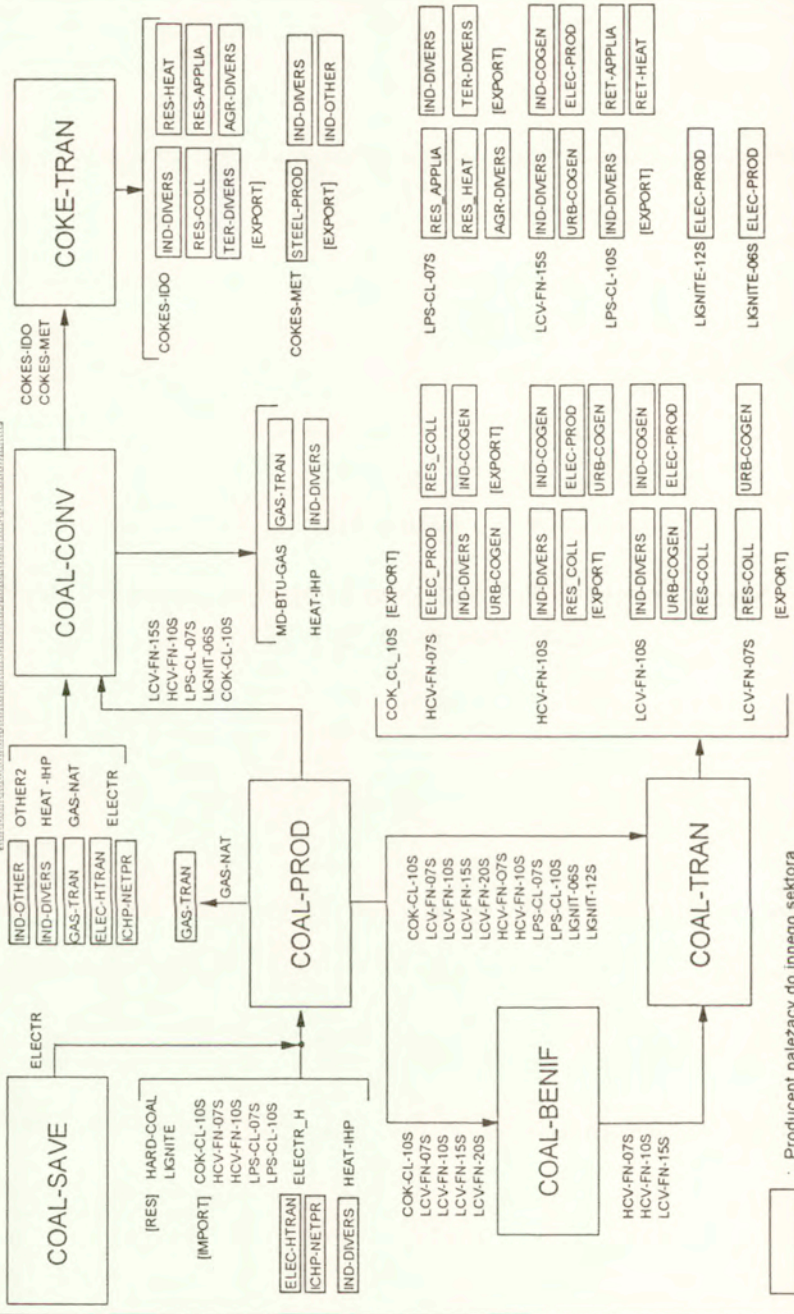 COAL-SAVE
ELECTR
[RES] HARD-COAL
LIGNITE
[IMPORT] COK-CL-10S
HCV-FN-07S
HCV-FN-10S
LPS-CL-07S
LPS-CL-10S
ELEC-HTRAN ELECTR_H
ICHP-NETPR
IND-DIVERS HEAT-IHP
IND-OTHER OTHER2
IND-DIVERS HEAT -IHP
GAS-TRAN GAS-NAT
ELEC-HTRAN
ICHP-NETPR ELECTR
GAS-TRAN
GAS-NAT
COAL-PROD
LCV-FN-15S
HCV-FN-10S
LPS-CL-07S
LIGNIT-06S
COK-CL-10S
COAL-CONV
COKES-IDO
COKES-MET
MD-BTU-GAS GAS-TRAN
HEAT-IHP IND-DIVERS
COKE-TRAN
COKES-IDO IND-DIVERS RES-HEAT
RES-COLL RES-APPLIA
TER-DIVERS AGR-DIVERS
[EXPORT]
COKES-MET STEEL-PROD IND-DIVERS
[EXPORT] IND-OTHER
COK-CL-10S
LCV-FN-07S
LCV-FN-10S
LCV-FN-15S
LCV-FN-20S
COAL-BENIF
HCV-FN-07S
HCV-FN-10S
LCV-FN-15S
COK-CL-10S
LCV-FN-07S
LCV-FN-10S
LCV-FN-15S
LCV-FN-20S
HCV-FN-O7S
HCV-FN-10S
LPS-CL-07S
LPS-CL-10S
LIGNIT-06S
LIGNIT-12S
COAL-TRAN
COK_CL_10S [EXPORT]
HCV-FN-07S ELEC_PROD RES_COLL
IND-DIVERS IND-COGEN
URB-COGEN [EXPORT]
HCV-FN-10S IND-DIVERS IND-COGEN
RES_COLL ELEC-PROD
[EXPORT] URB-COGEN
LCV-FN-10S IND-DIVERS IND-COGEN
URB-COGEN ELEC-PROD
RES-COLL
LCV-FN-07S RES-COLL URB-COGEN
[EXPORT]
LPS-CL-07S RES_APPLIA IND-DIVERS
RES_HEAT TER-DIVERS
AGR-DIVERS [EXPORT]
LCV-FN-15S IND-DIVERS IND-COGEN
URB-COGEN ELEC-PROD
LPS-CL-10S IND-DIVERS RET-APPLIA
[EXPORT] RET-HEAT
LIGNITE-12S ELEC-PROD
LIGNITE-06S ELEC-PROD
· Producent należący do innego sektora